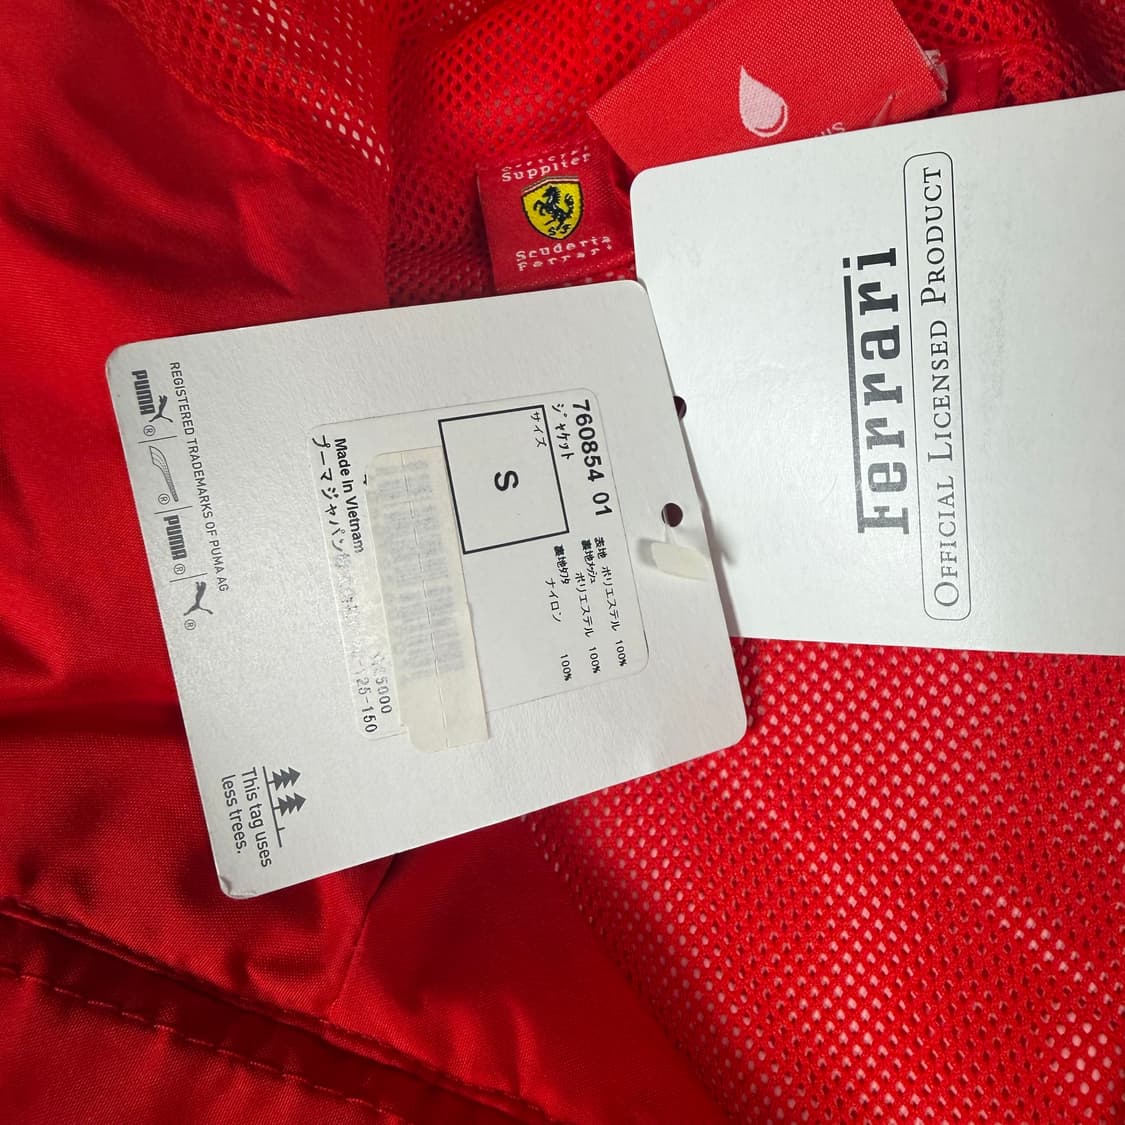 Supplier
SF
Scuderia
Ferrari
Ferrari
OFFICIAL LICENSED PRODUCT
760854 01
ジャケット
サイズ
S
表地 ポリエステル 100%
裏地メッシュ ポリエステル 100%
裏地タフタ ナイロン 100%
Made In Vietnam
プーマジャパン
REGISTERED TRADEMARKS OF PUMA AG
PUMA ® ® PUMA ® ®
This tag uses
less trees.